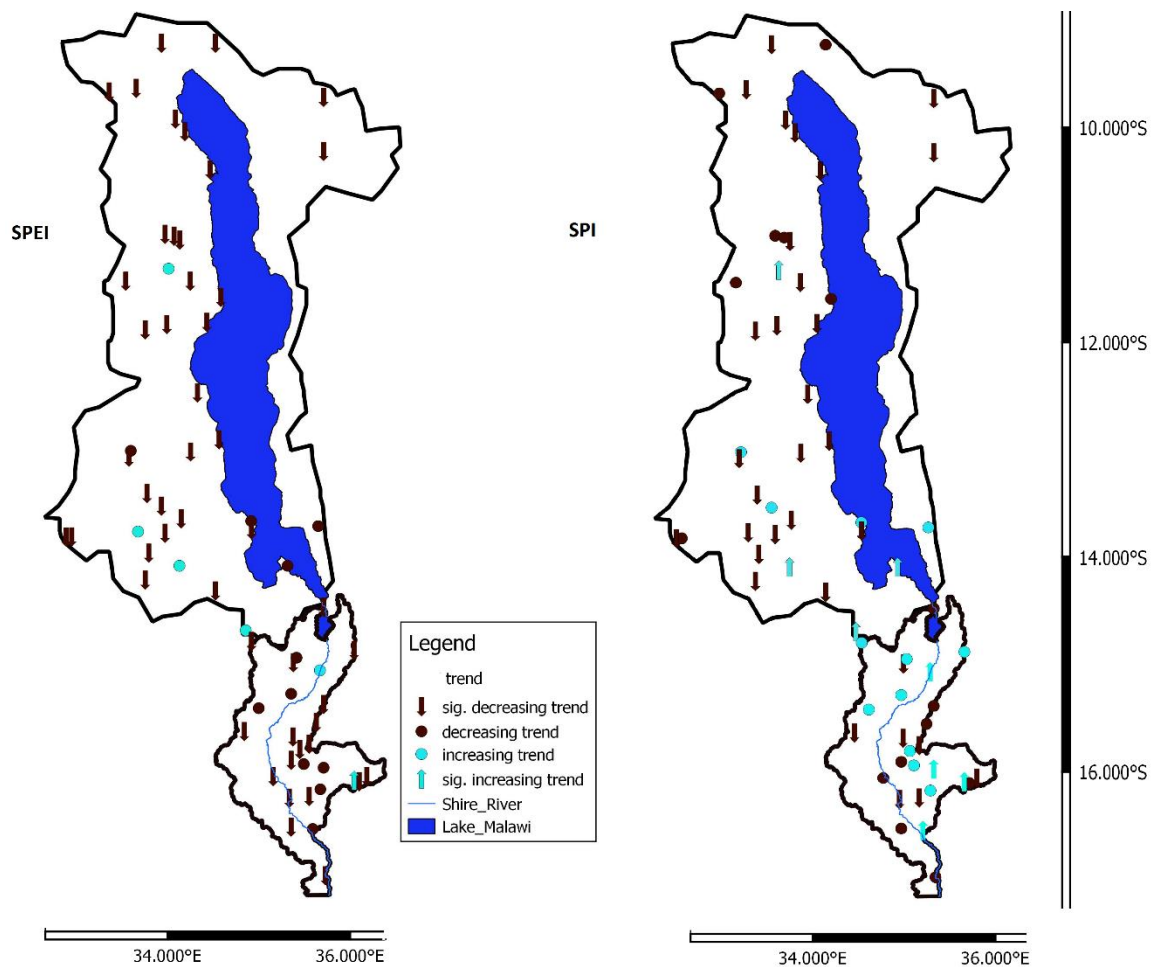 10.000°S
SPEI
SPI
12.000°S
14.000°S
Legend
trend
sig. decreasing trend
decreasing trend
increasing trend
sig. increasing trend
Shire_River
Lake_Malawi
16.000°S
34.000°E
36.000°E
34.000°E
36.000°E